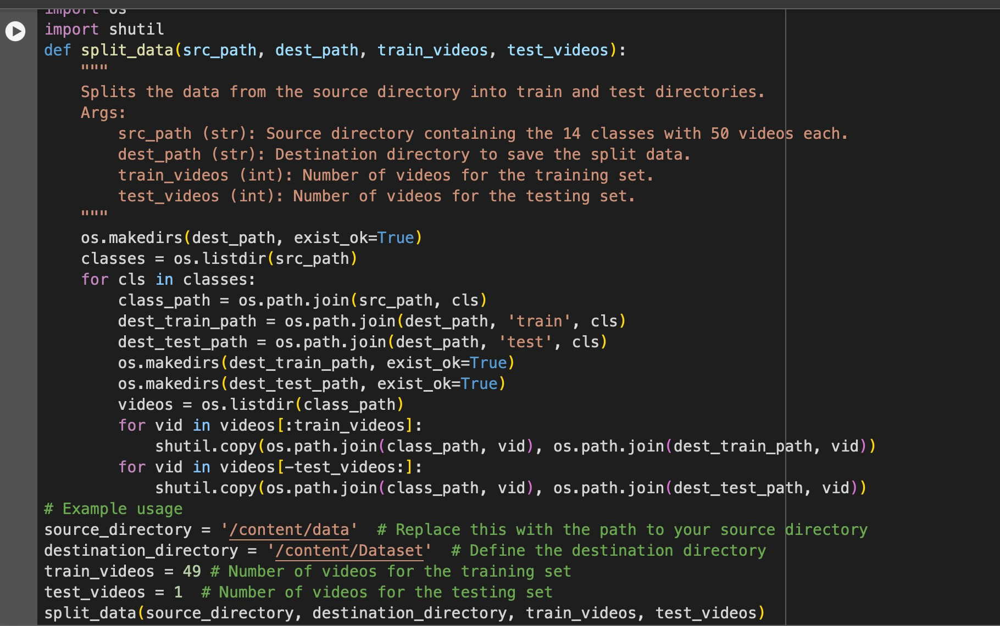 import os
import shutil
def split_data(src_path, dest_path, train_videos, test_videos):
    """
    Splits the data from the source directory into train and test directories.
    Args:
        src_path (str): Source directory containing the 14 classes with 50 videos each.
        dest_path (str): Destination directory to save the split data.
        train_videos (int): Number of videos for the training set.
        test_videos (int): Number of videos for the testing set.
    """
    os.makedirs(dest_path, exist_ok=True)
    classes = os.listdir(src_path)
    for cls in classes:
        class_path = os.path.join(src_path, cls)
        dest_train_path = os.path.join(dest_path, 'train', cls)
        dest_test_path = os.path.join(dest_path, 'test', cls)
        os.makedirs(dest_train_path, exist_ok=True)
        os.makedirs(dest_test_path, exist_ok=True)
        videos = os.listdir(class_path)
        for vid in videos[:train_videos]:
            shutil.copy(os.path.join(class_path, vid), os.path.join(dest_train_path, vid))
        for vid in videos[-test_videos:]:
            shutil.copy(os.path.join(class_path, vid), os.path.join(dest_test_path, vid))
# Example usage
source_directory = '/content/data'  # Replace this with the path to your source directory
destination_directory = '/content/Dataset'  # Define the destination directory
train_videos = 49 # Number of videos for the training set
test_videos = 1  # Number of videos for the testing set
split_data(source_directory, destination_directory, train_videos, test_videos)